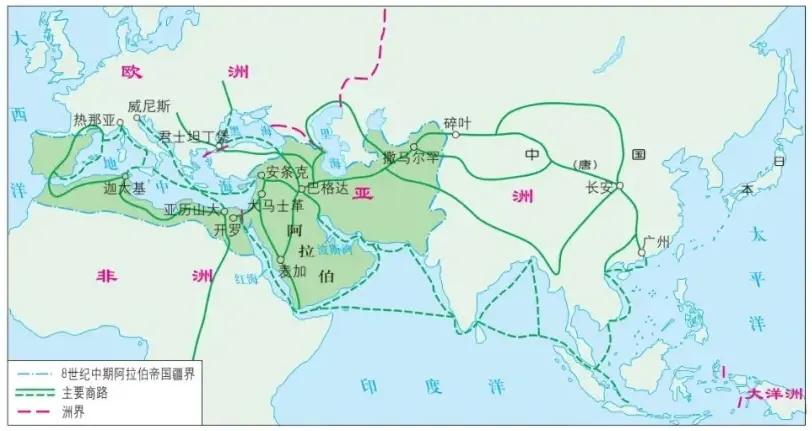 大
西
洋
欧 洲
热那亚
威尼斯
君士坦丁堡
黑 海
里
海
地 中 海
迦太基
安条克
巴格达
大马士革
亚历山大
开罗
阿
拉
伯
麦加
波斯湾
红海
非 洲
亚 洲
撒马尔罕
碎叶
中 (唐) 国
长安
广州
日
本
太
平
洋
印 度 洋
大洋洲
8世纪中期阿拉伯帝国疆界
主要商路
洲界